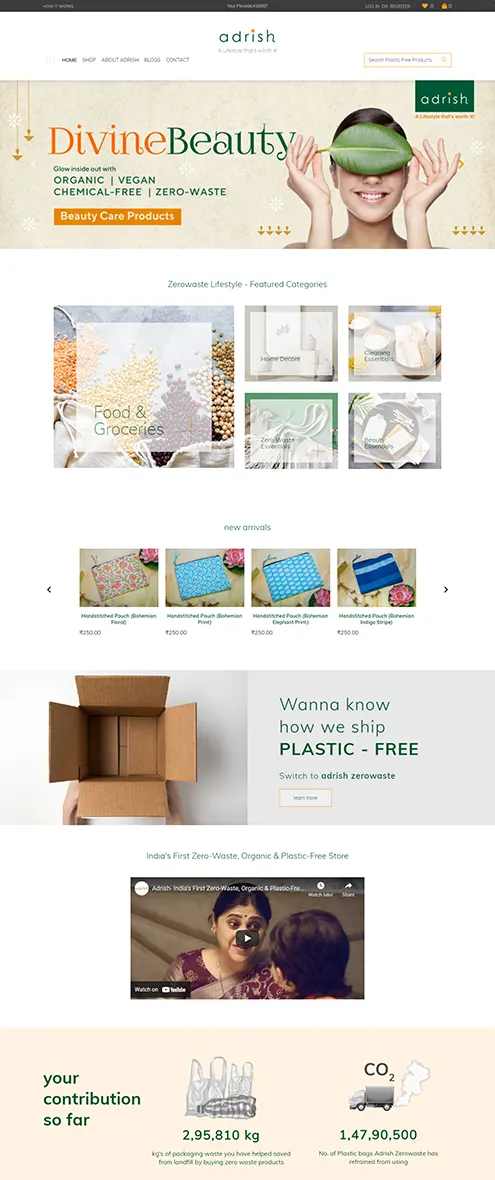 HOW IT WORKS
Your Pincode:
LOG IN OR REGISTER
0
0
adrish
A Lifestyle that's worth it!
HOME
SHOP
ABOUT ADRISH
BLOGS
CONTACT
Search Plastic Free Products
adrish
A Lifestyle that's worth it!
DivineBeauty
Glow inside out with
ORGANIC | VEGAN
CHEMICAL-FREE | ZERO-WASTE
Beauty Care Products
Zerowaste Lifestyle - Featured Categories
Food &
Groceries
Home Decore
Cleaning
Essentials
Zero Waste
Essentials
Beauty
Essentials
new arrivals
Handstitched Pouch (Bohemian
Floral)
₹250.00
Handstitched Pouch (Bohemian
Print)
₹250.00
Handstitched Pouch (Bohemian
Elephant Print)
₹250.00
Handstitched Pouch (Bohemian
Indigo Stripe)
₹250.00
Wanna know
how we ship
PLASTIC - FREE
Switch to adrish zerowaste
learn more
India's First Zero-Waste, Organic & Plastic-Free Store
adrish
Adrish- India's First Zero-Waste, Organic & Plastic-Fre...
Watch later
Share
Watch on YouTube
your
contribution
so far
2,95,810 kg
kg's of packaging waste you have helped saved
from landfill by buying zero waste products
CO2
1,47,90,500
No. of Plastic bags Adrish Zerowaste has
refrained from using